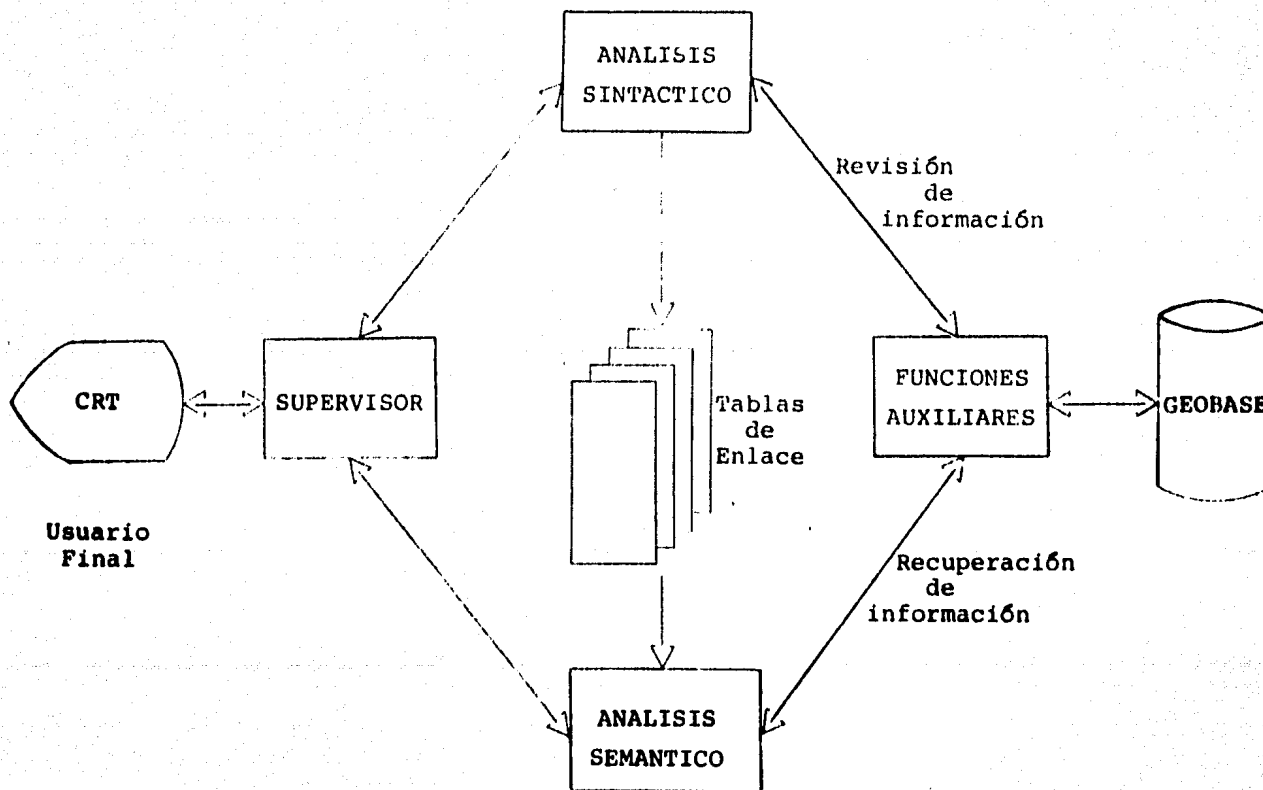 ANALISIS
SINTACTICO
Revisión
de
información
CRT
SUPERVISOR
Tablas
de
Enlace
FUNCIONES
AUXILIARES
GEOBASE
Usuario
Final
Recuperación
de
información
ANALISIS
SEMANTICO